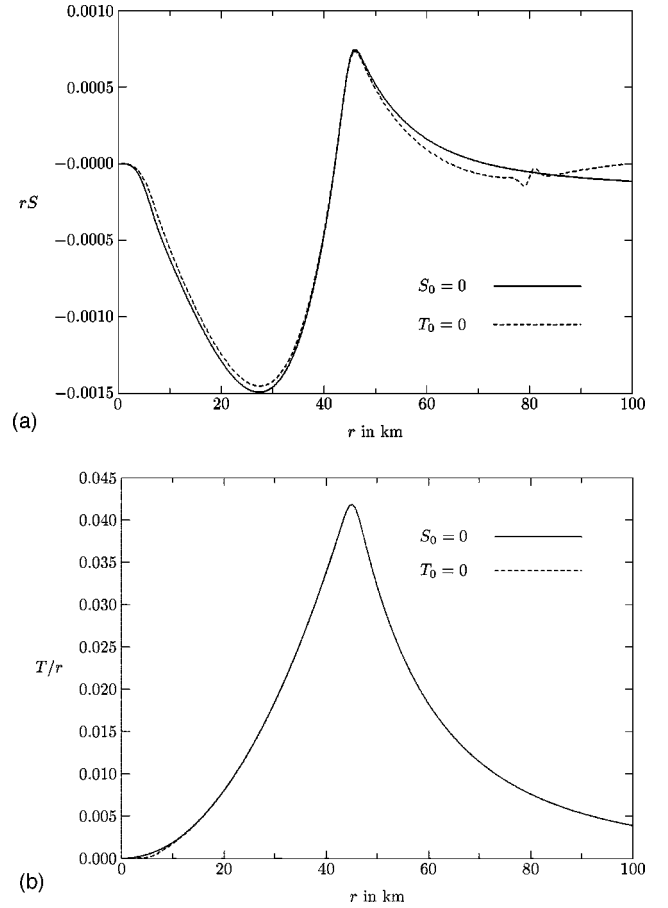 0.0010
0.0005
−0.0000
rS
−0.0005
S₀ = 0
−0.0010
T₀ = 0
−0.0015
0 20 40 60 80 100
(a)
r in km
0.045
0.040
S₀ = 0
0.035
T₀ = 0
0.030
0.025
T/r
0.020
0.015
0.010
0.005
0.000
0 20 40 60 80 100
(b)
r in km